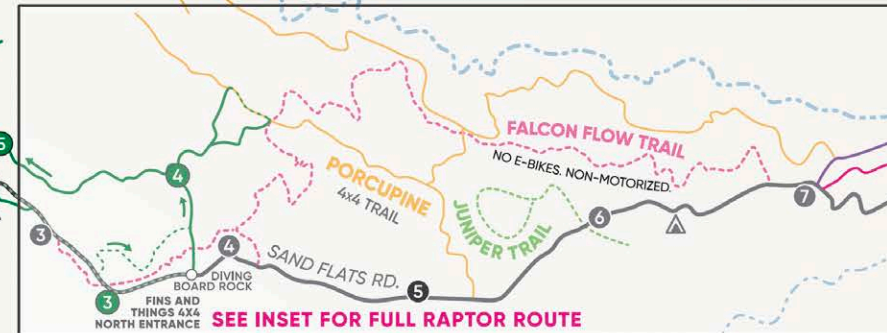 FALCON FLOW TRAIL
NO E-BIKES. NON-MOTORIZED.
5
4
PORCUPINE
4x4 TRAIL
JUNIPER TRAIL
7
6
3
4
SAND FLATS RD.
5
DIVING
BOARD ROCK
3
FINS AND
THINGS 4X4
NORTH ENTRANCE
SEE INSET FOR FULL RAPTOR ROUTE